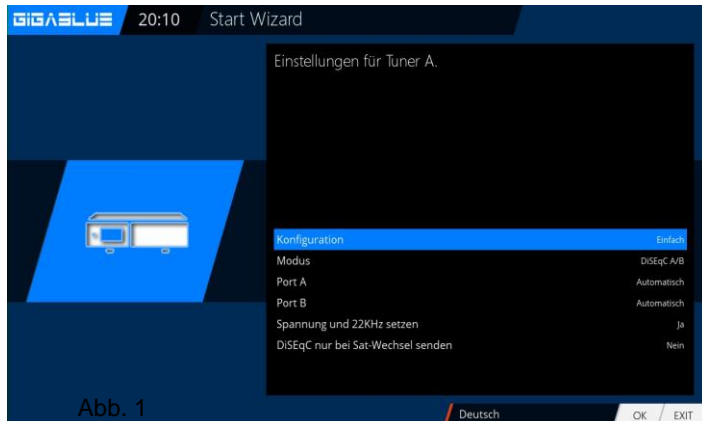 GIGABLUE 20:10 Start Wizard
Einstellungen für Tuner A.
Konfiguration Einfach
Modus DiSEqC A/B
Port A Automatisch
Port B Automatisch
Spannung und 22KHz setzen Ja
DiSEqC nur bei Sat-Wechsel senden Nein
Abb. 1
Deutsch OK / EXIT